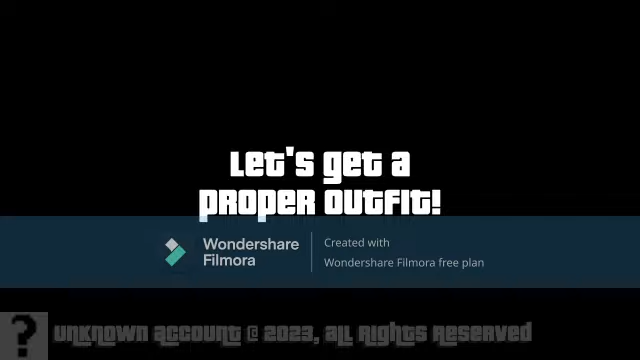 Let's get a
proper outfit!
Wondershare
Filmora
Created with
Wondershare Filmora free plan
? unknown account @ 2023, all rights reserved